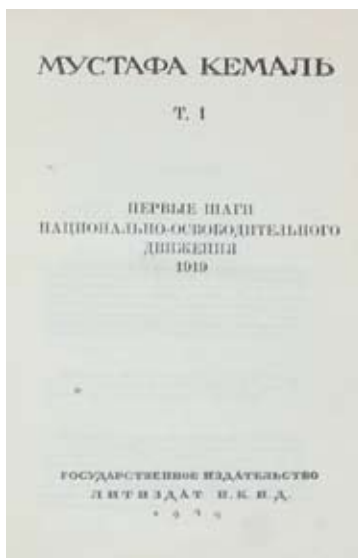 МУСТАФА КЕМАЛЬ
Т. I
ПЕРВЫЕ ШАГИ
НАЦИОНАЛЬНО-ОСВОБОДИТЕЛЬНОГО
ДВИЖЕНИЯ
1919
ГОСУДАРСТВЕННОЕ ИЗДАТЕЛЬСТВО
ЛИТИЗДАТ Н.К.И.Д.